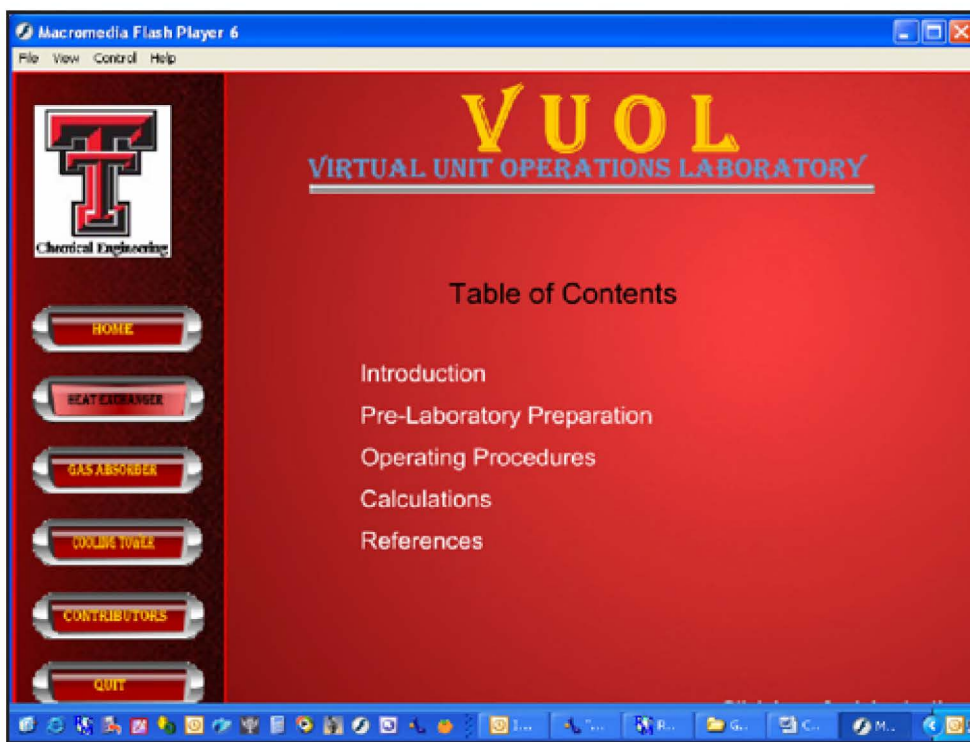 Macromedia Flash Player 6
File View Control Help
VUOL
VIRTUAL UNIT OPERATIONS LABORATORY
Chemical Engineering
Table of Contents
HOME
Introduction
HEAT EXCHANGER
Pre-Laboratory Preparation
GAS ABSORBER
Operating Procedures
Calculations
COOLING TOWER
References
CONTRIBUTORS
QUIT
I...
"...
R...
G...
C...
M...